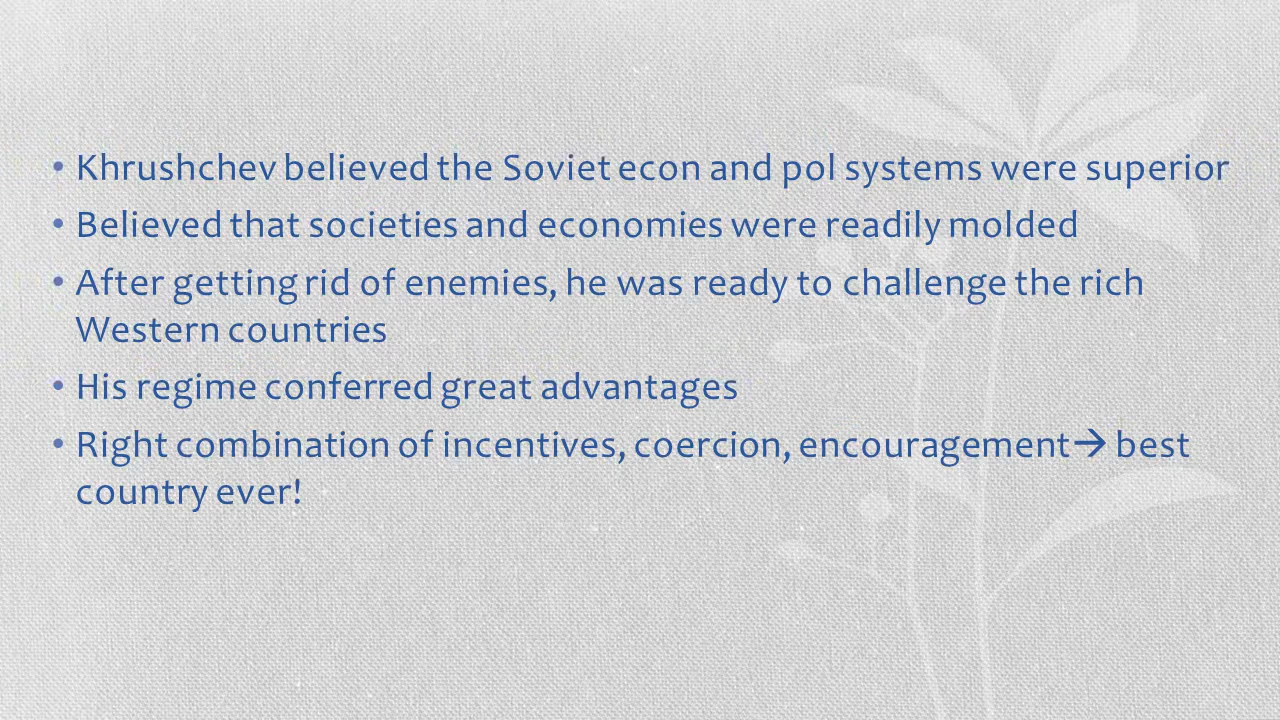 • Khrushchev believed the Soviet econ and pol systems were superior
• Believed that societies and economies were readily molded
• After getting rid of enemies, he was ready to challenge the rich
Western countries
• His regime conferred great advantages
• Right combination of incentives, coercion, encouragement→ best
country ever!